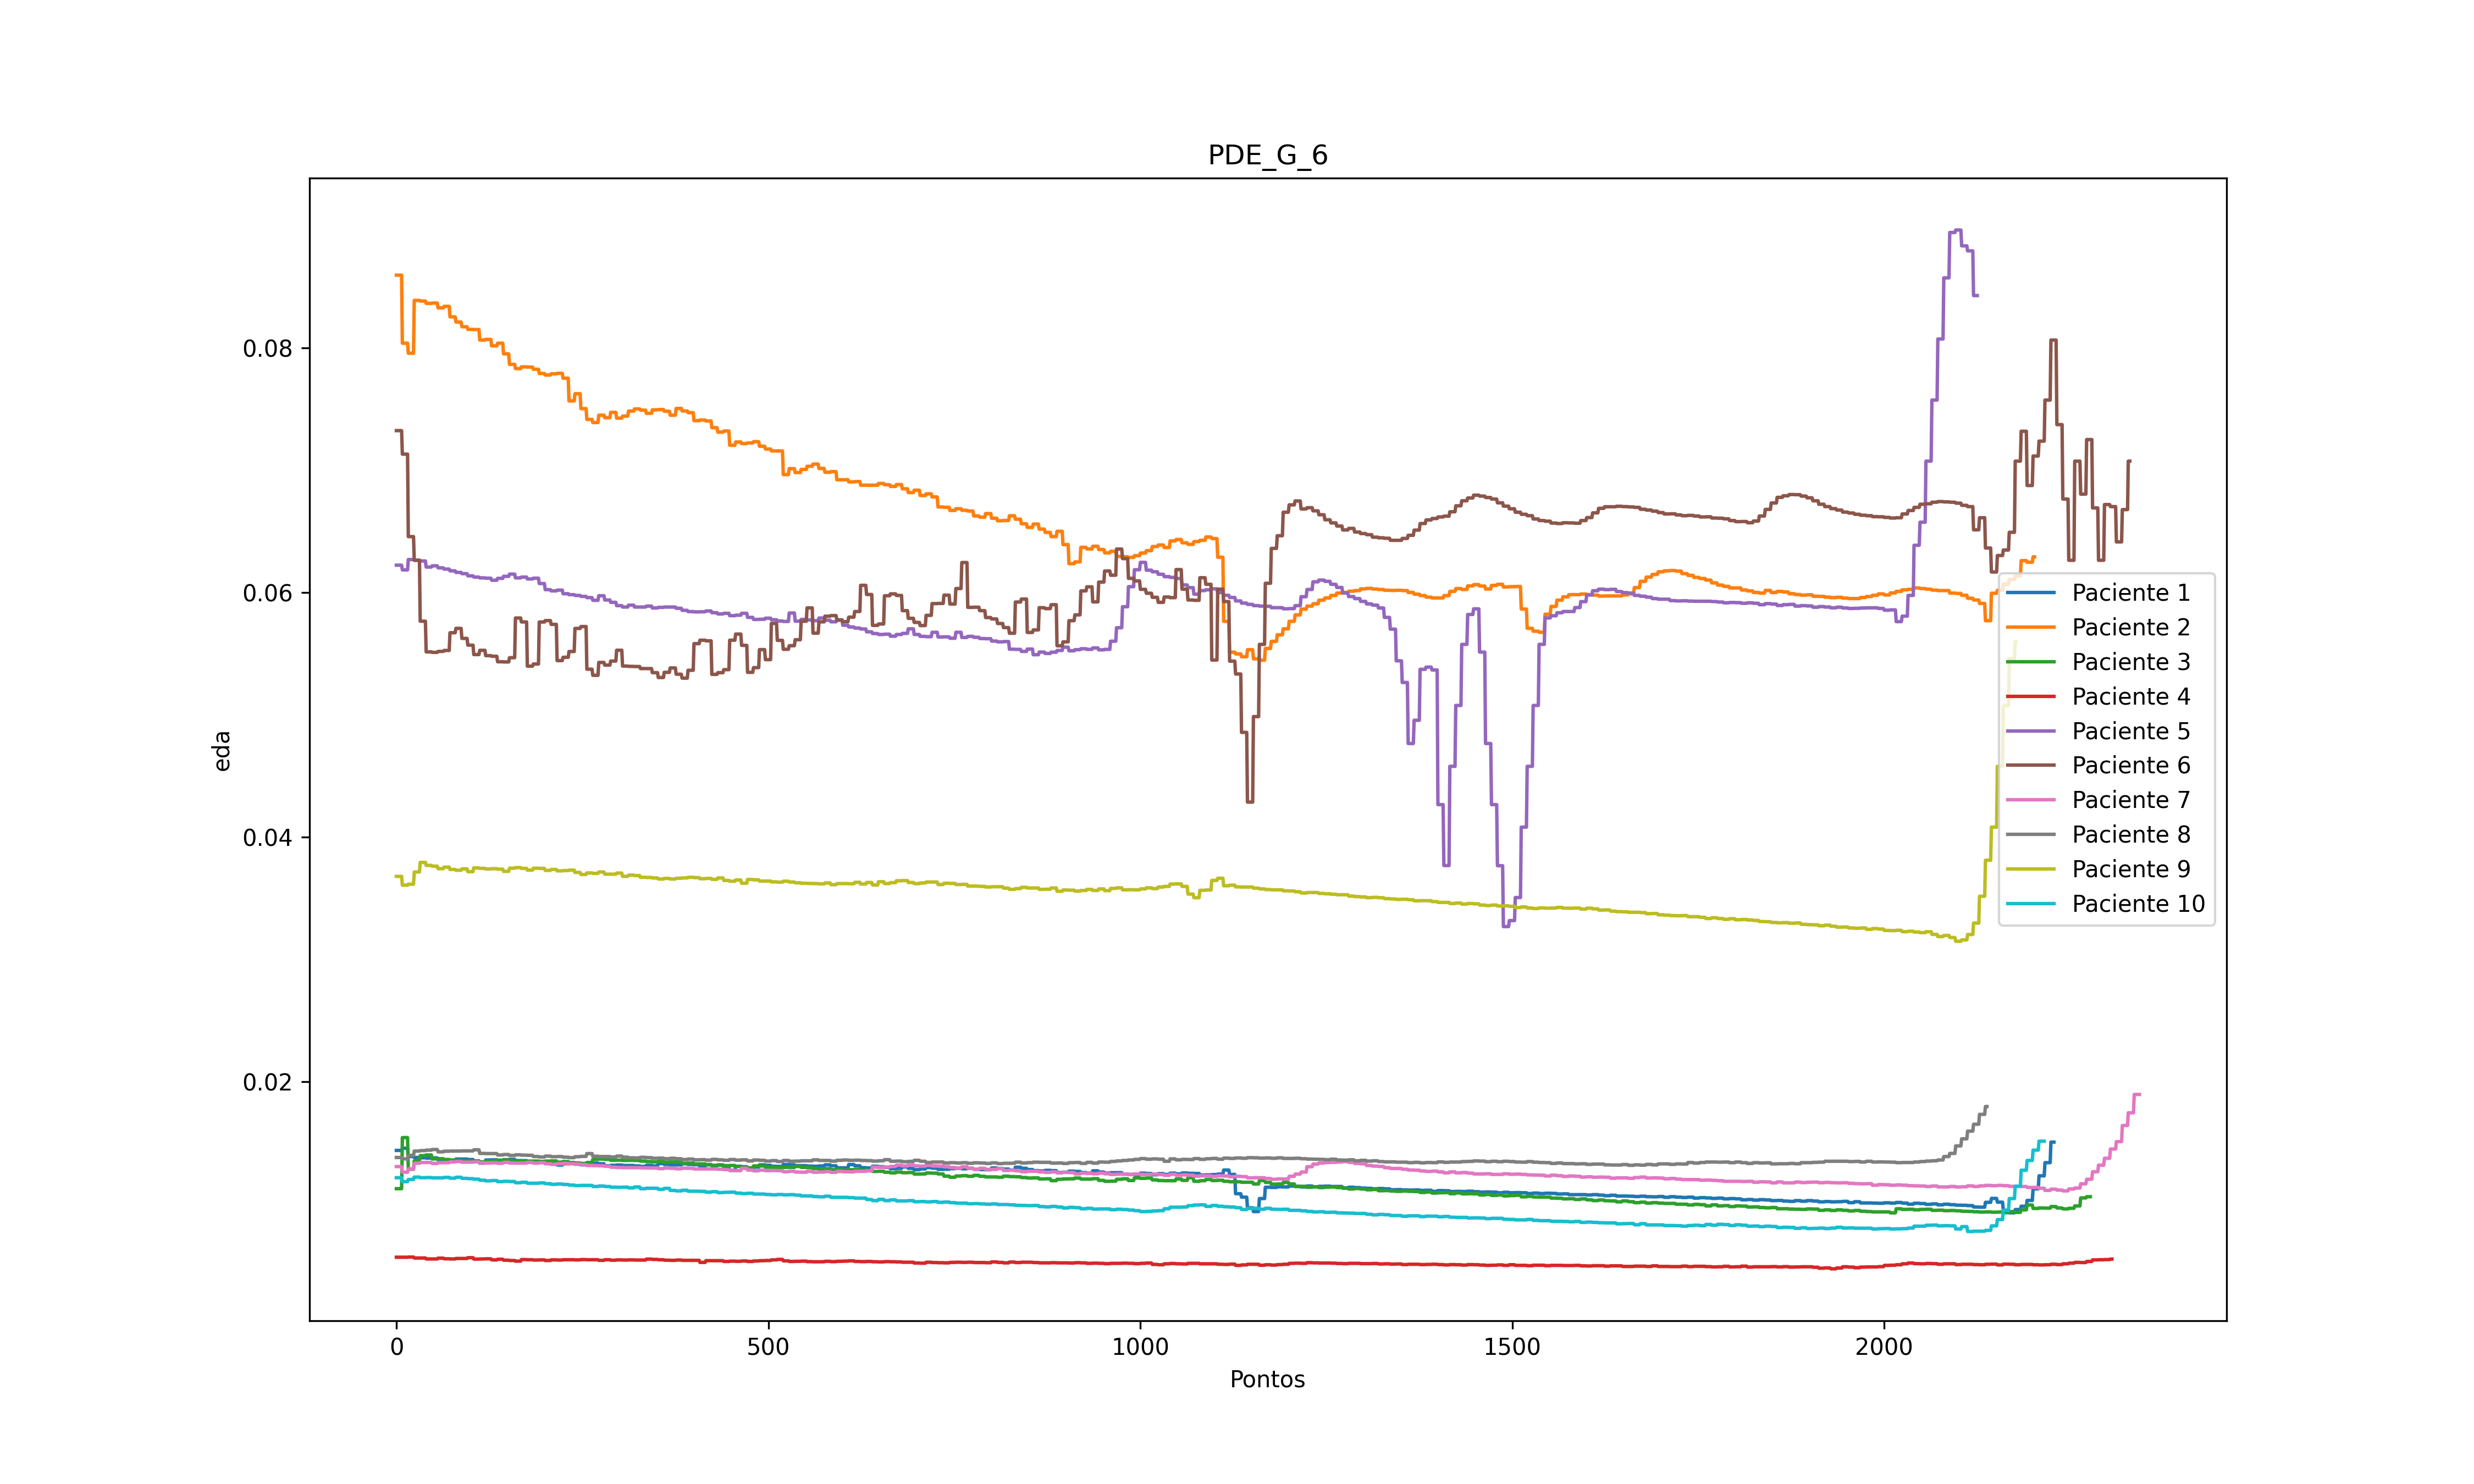 PDE_G_6
0.08
0.06
0.04
0.02
eda
Paciente 1
Paciente 2
Paciente 3
Paciente 4
Paciente 5
Paciente 6
Paciente 7
Paciente 8
Paciente 9
Paciente 10
0 500 1000 1500 2000
Pontos